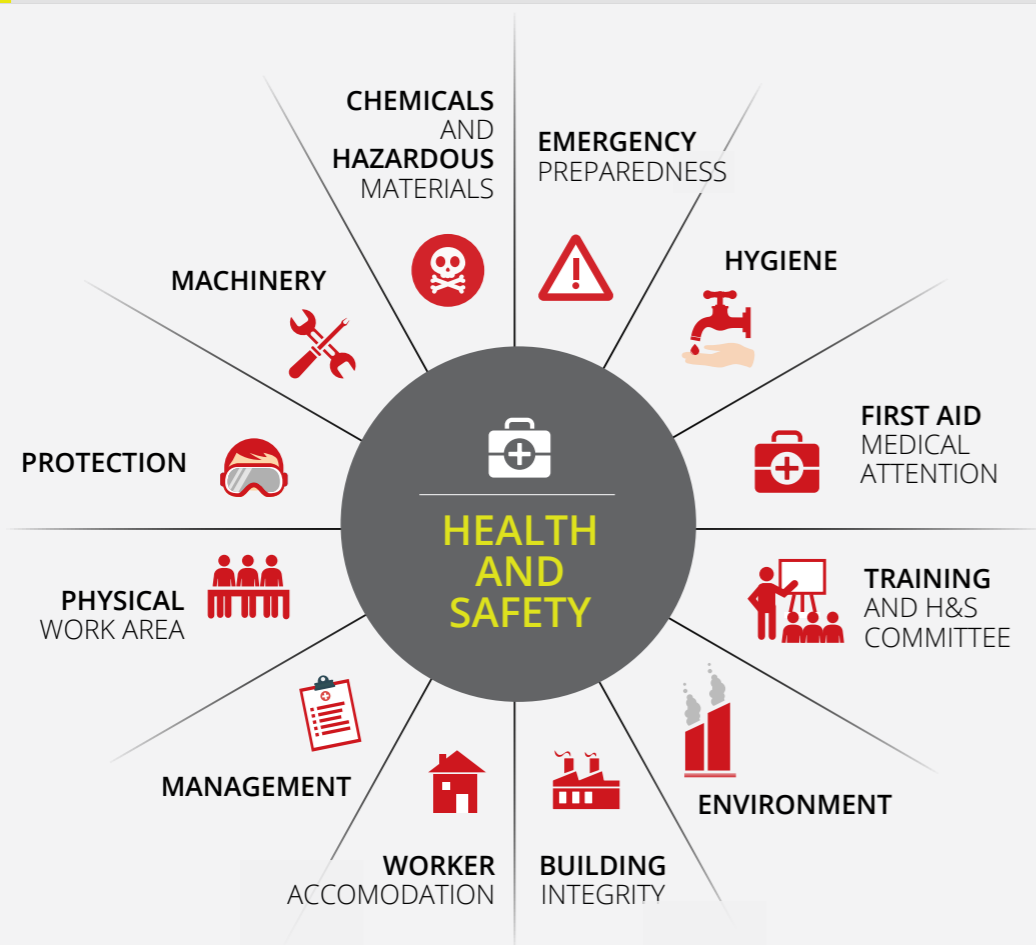 CHEMICALS
AND
HAZARDOUS
MATERIALS
EMERGENCY
PREPAREDNESS
HYGIENE
FIRST AID
MEDICAL
ATTENTION
TRAINING
AND H&S
COMMITTEE
ENVIRONMENT
BUILDING
INTEGRITY
WORKER
ACCOMODATION
MANAGEMENT
PHYSICAL
WORK AREA
PROTECTION
MACHINERY
HEALTH
AND
SAFETY